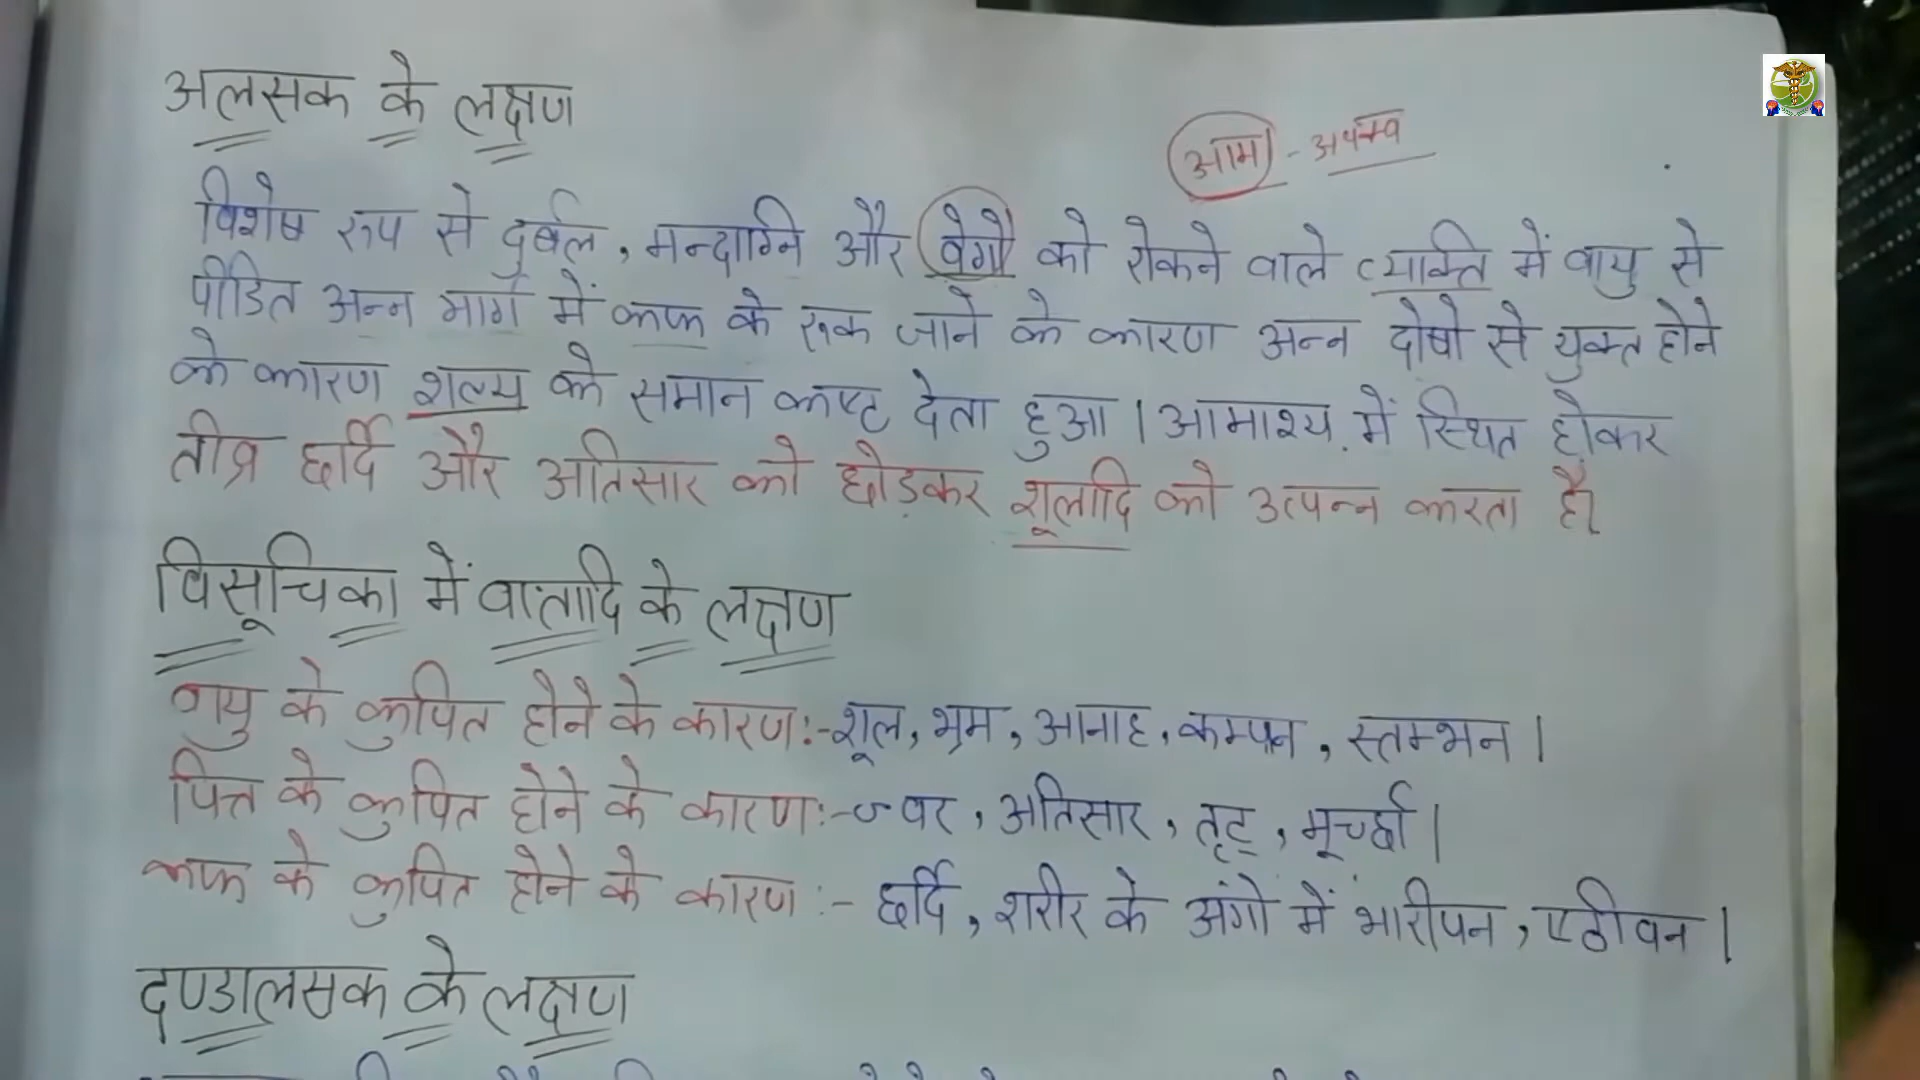 अलसक के लक्षण
आम - अपक्व
विशेष रूप से दुर्बल, मन्दाग्नि और वेगो को रोकने वाले व्यक्ति में वायु से
पीडित अन्न मार्ग में कफ के रूक जाने के कारण अन्न दोषो से युक्त होने
के कारण शल्य के समान कष्ट देता हुआ। आमाश्य में स्थित होकर
तीव्र छर्दि और अतिसार को छोड़कर शूलादि को उत्पन्न करता है।
विसूचिका में वातादि के लक्षण
वायु के कुपित होने के कारण:- शूल, भ्रम, आनाह, कम्पन, स्तम्भन।
पित्त के कुपित होने के कारण:- ज्वर, अतिसार, तृट्, मूर्च्छा।
कफ के कुपित होने के कारण:- छर्दि, शरीर के अंगो में भारीपन, ष्ठीवन।
दण्डालसक के लक्षण